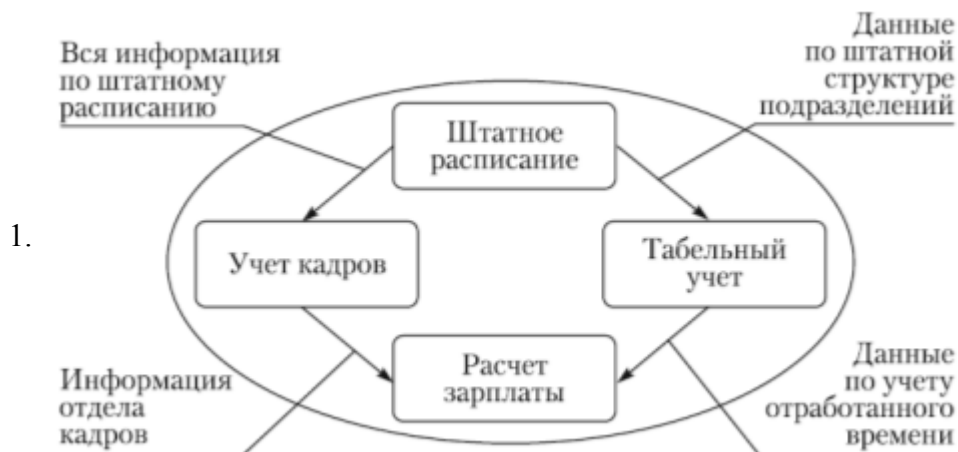 Вся информация
по штатному
расписанию
Данные
по штатной
структуре
подразделений
Штатное
расписание
1.
Учет кадров
Табельный
учет
Расчет
зарплаты
Информация
отдела
кадров
Данные
по учету
отработанного
времени